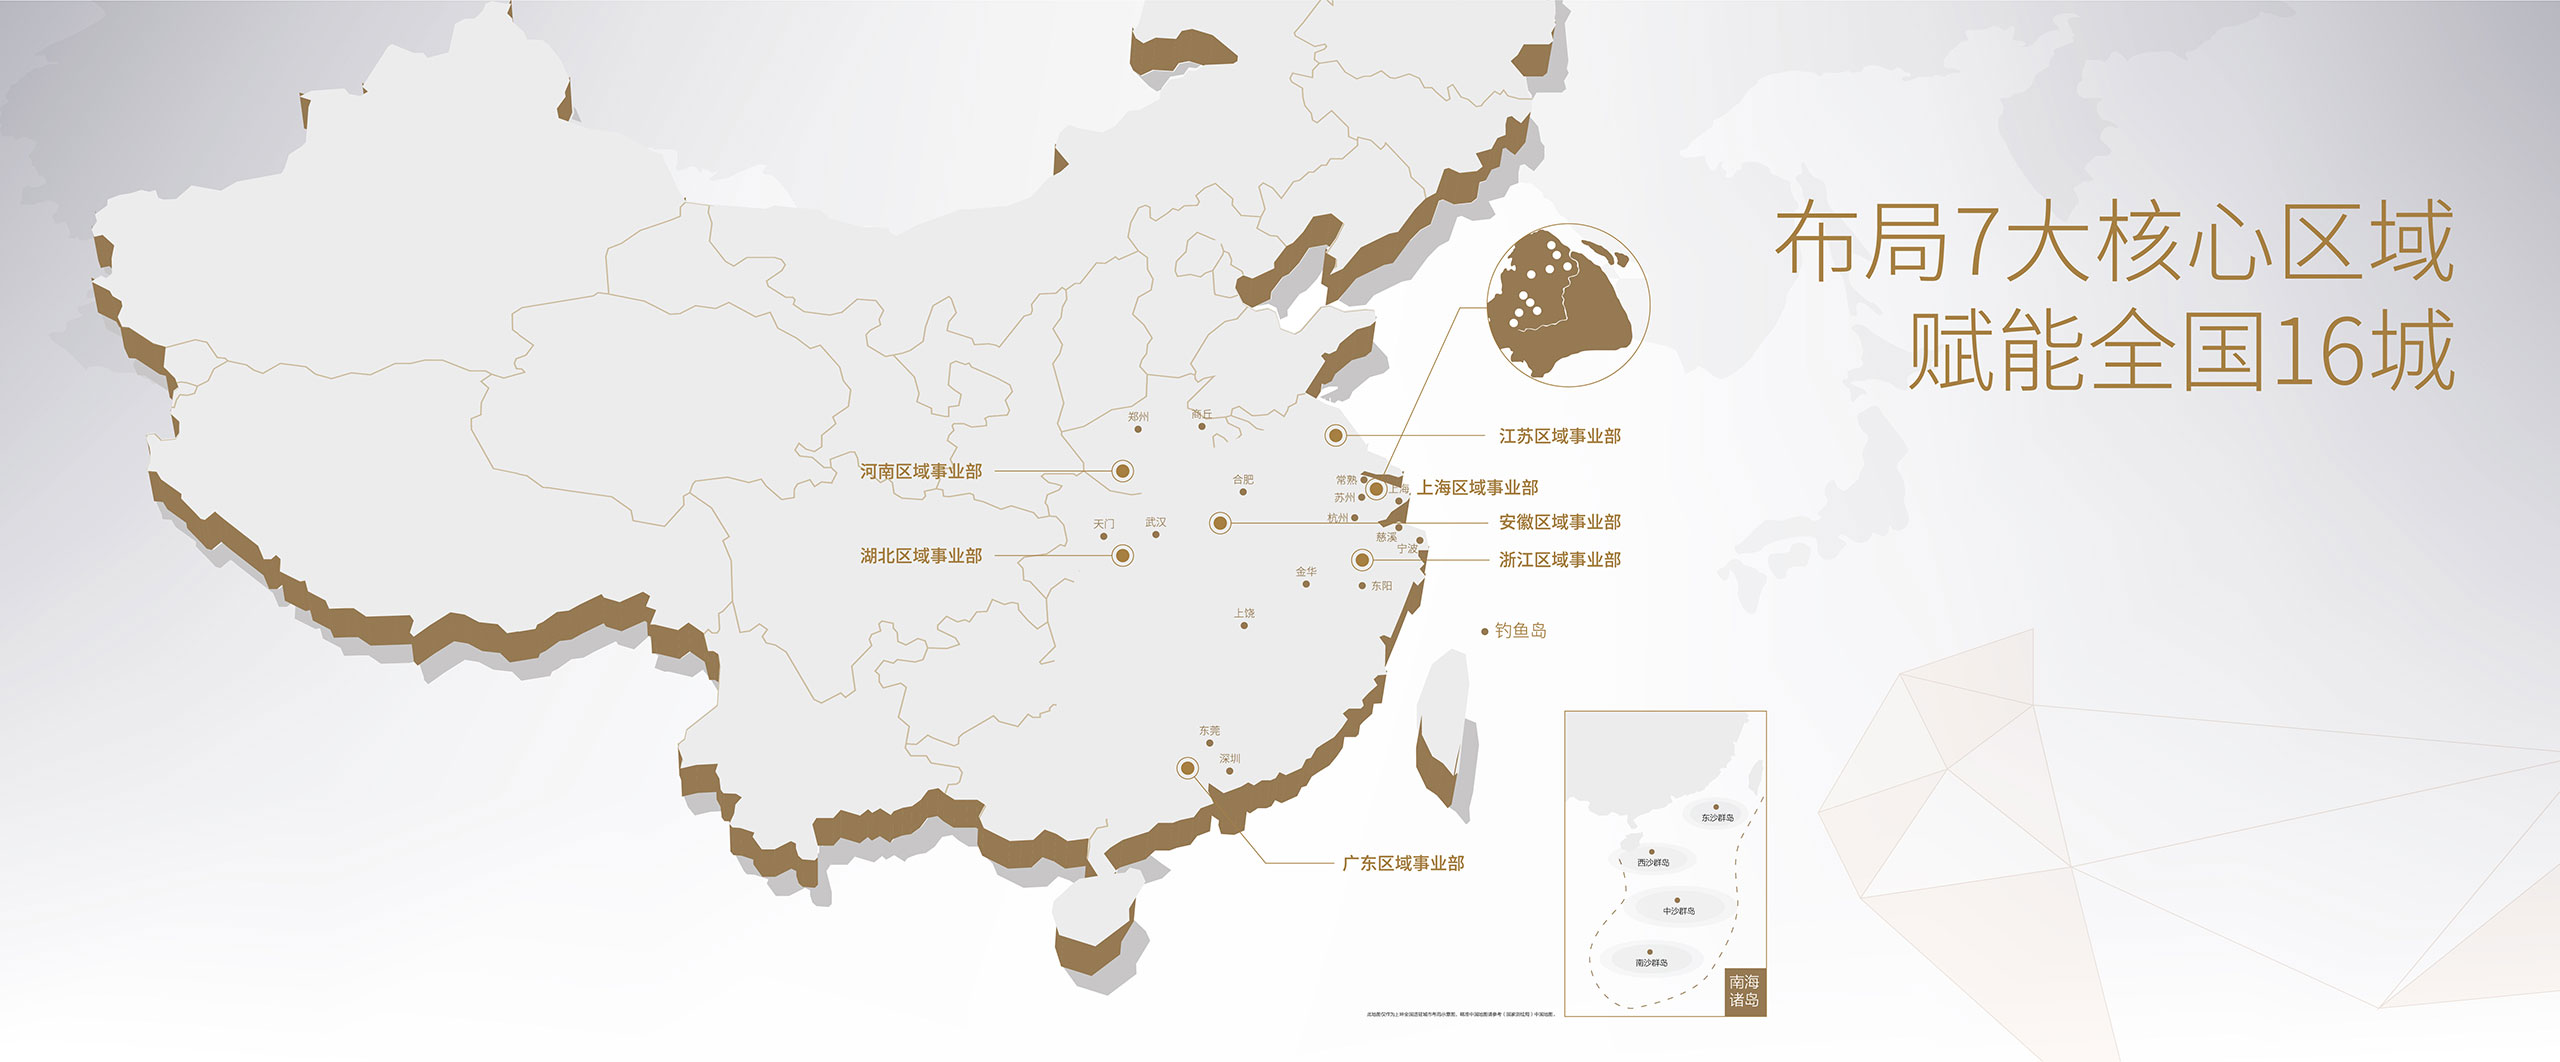 布局7大核心区域
赋能全国16城
郑州
商丘
江苏区域事业部
河南区域事业部
合肥
常熟
上海
上海区域事业部
苏州
杭州
安徽区域事业部
天门
武汉
慈溪
宁波
湖北区域事业部
浙江区域事业部
金华
东阳
上饶
钓鱼岛
东莞
深圳
广东区域事业部
东沙群岛
西沙群岛
中沙群岛
南沙群岛
南海
诸岛